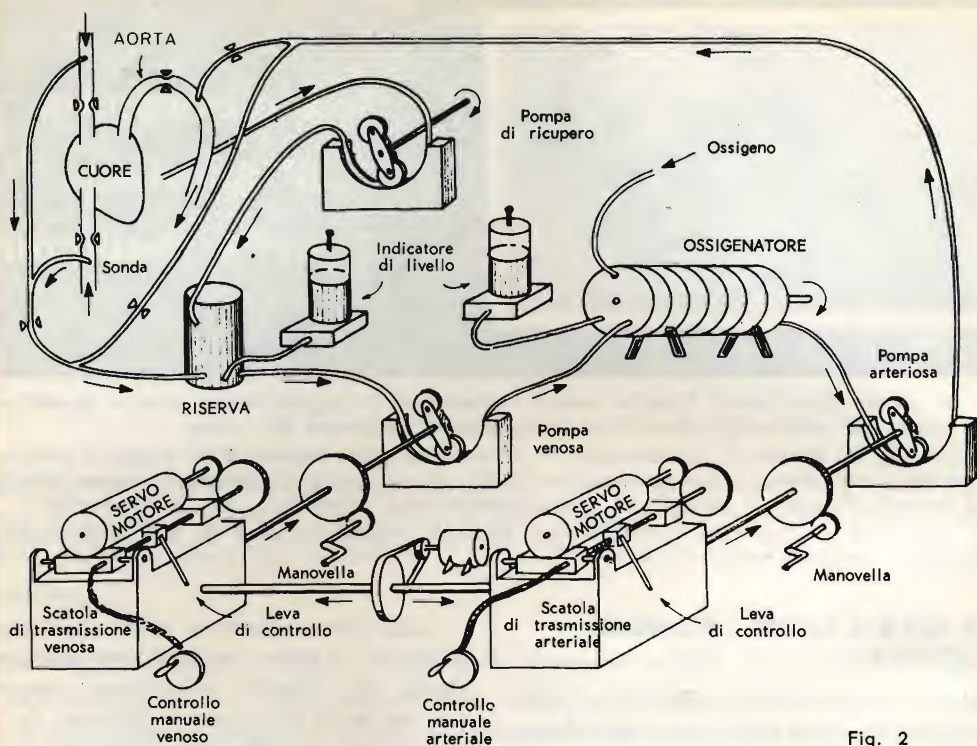 AORTA
CUORE
Sonda
Pompa
di ricupero
Ossigeno
Indicatore
di livello
OSSIGENATORE
RISERVA
Pompa
venosa
Pompa
arteriosa
SERVO
MOTORE
SERVO
MOTORE
Manovella
Manovella
Scatola
di trasmissione
venosa
Leva
di controllo
Scatola
di trasmissione
arteriale
Leva
di controllo
Controllo
manuale
venoso
Controllo
manuale
arteriale
Fig. 2